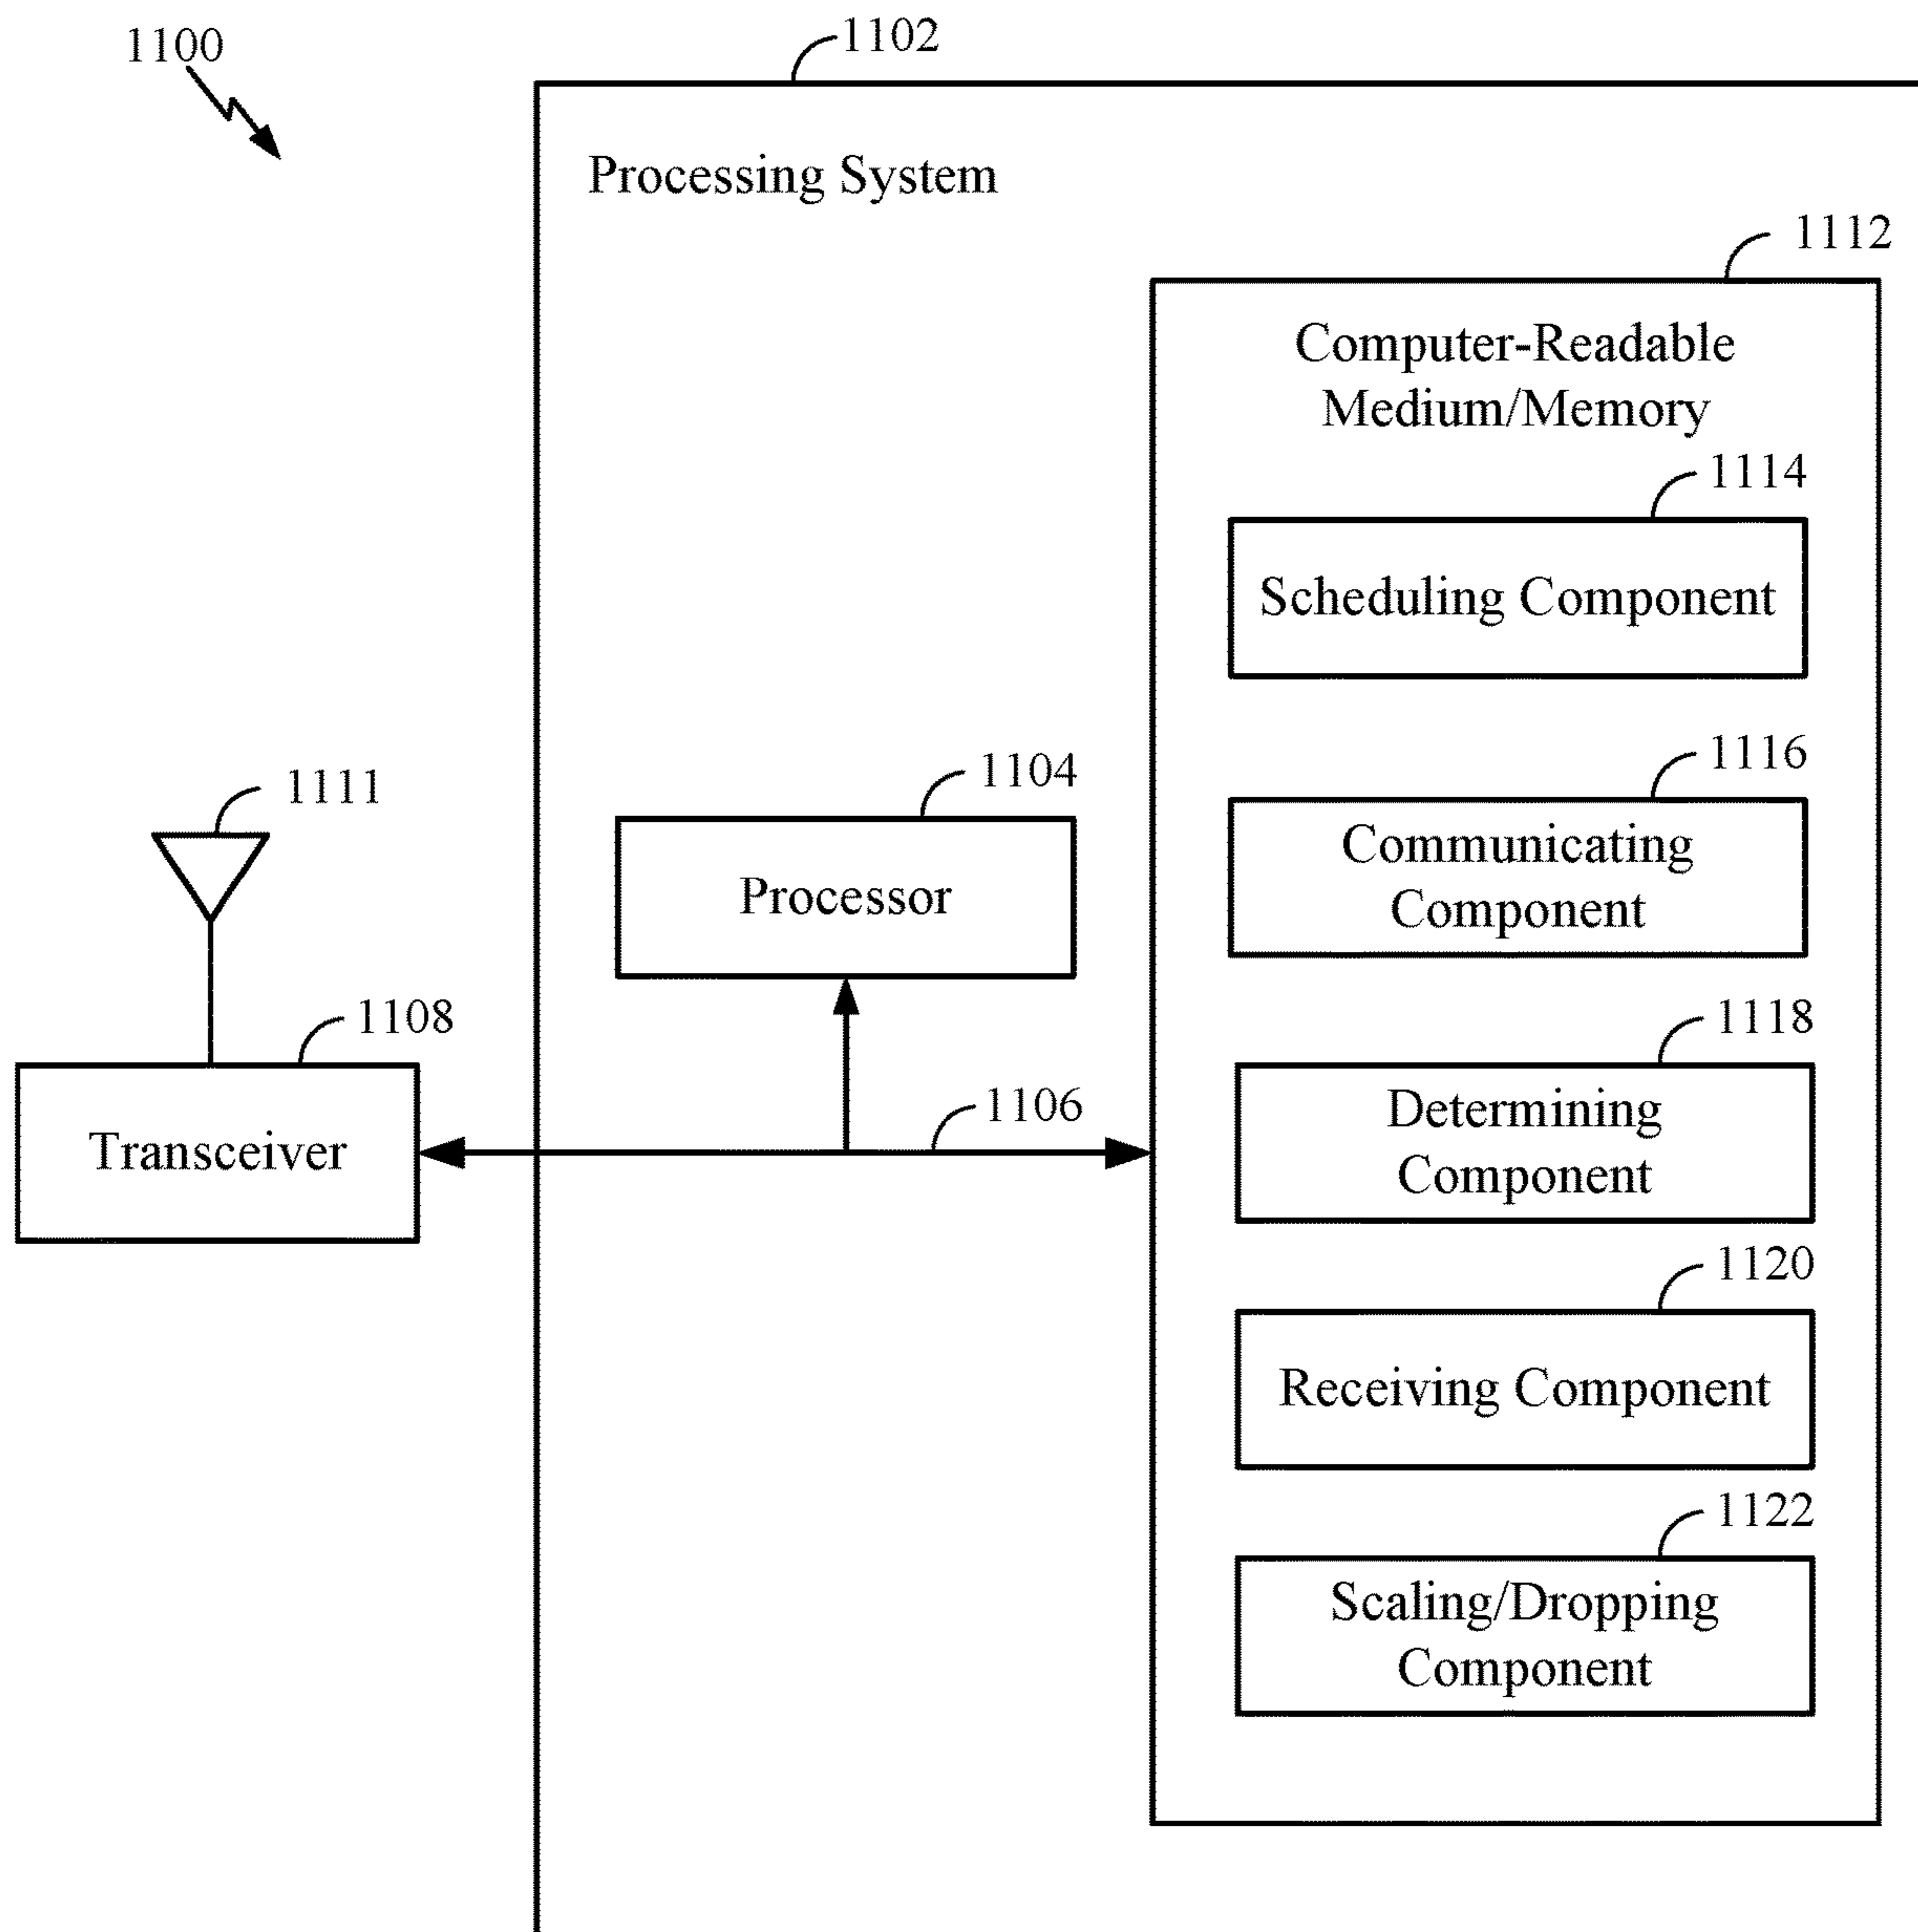 1100
1102
Processing System
1112
Computer-Readable
Medium/Memory
1114
Scheduling Component
1116
Communicating
Component
1104
Processor
1111
1108
Transceiver
1106
1118
Determining
Component
1120
Receiving Component
1122
Scaling/Dropping
Component